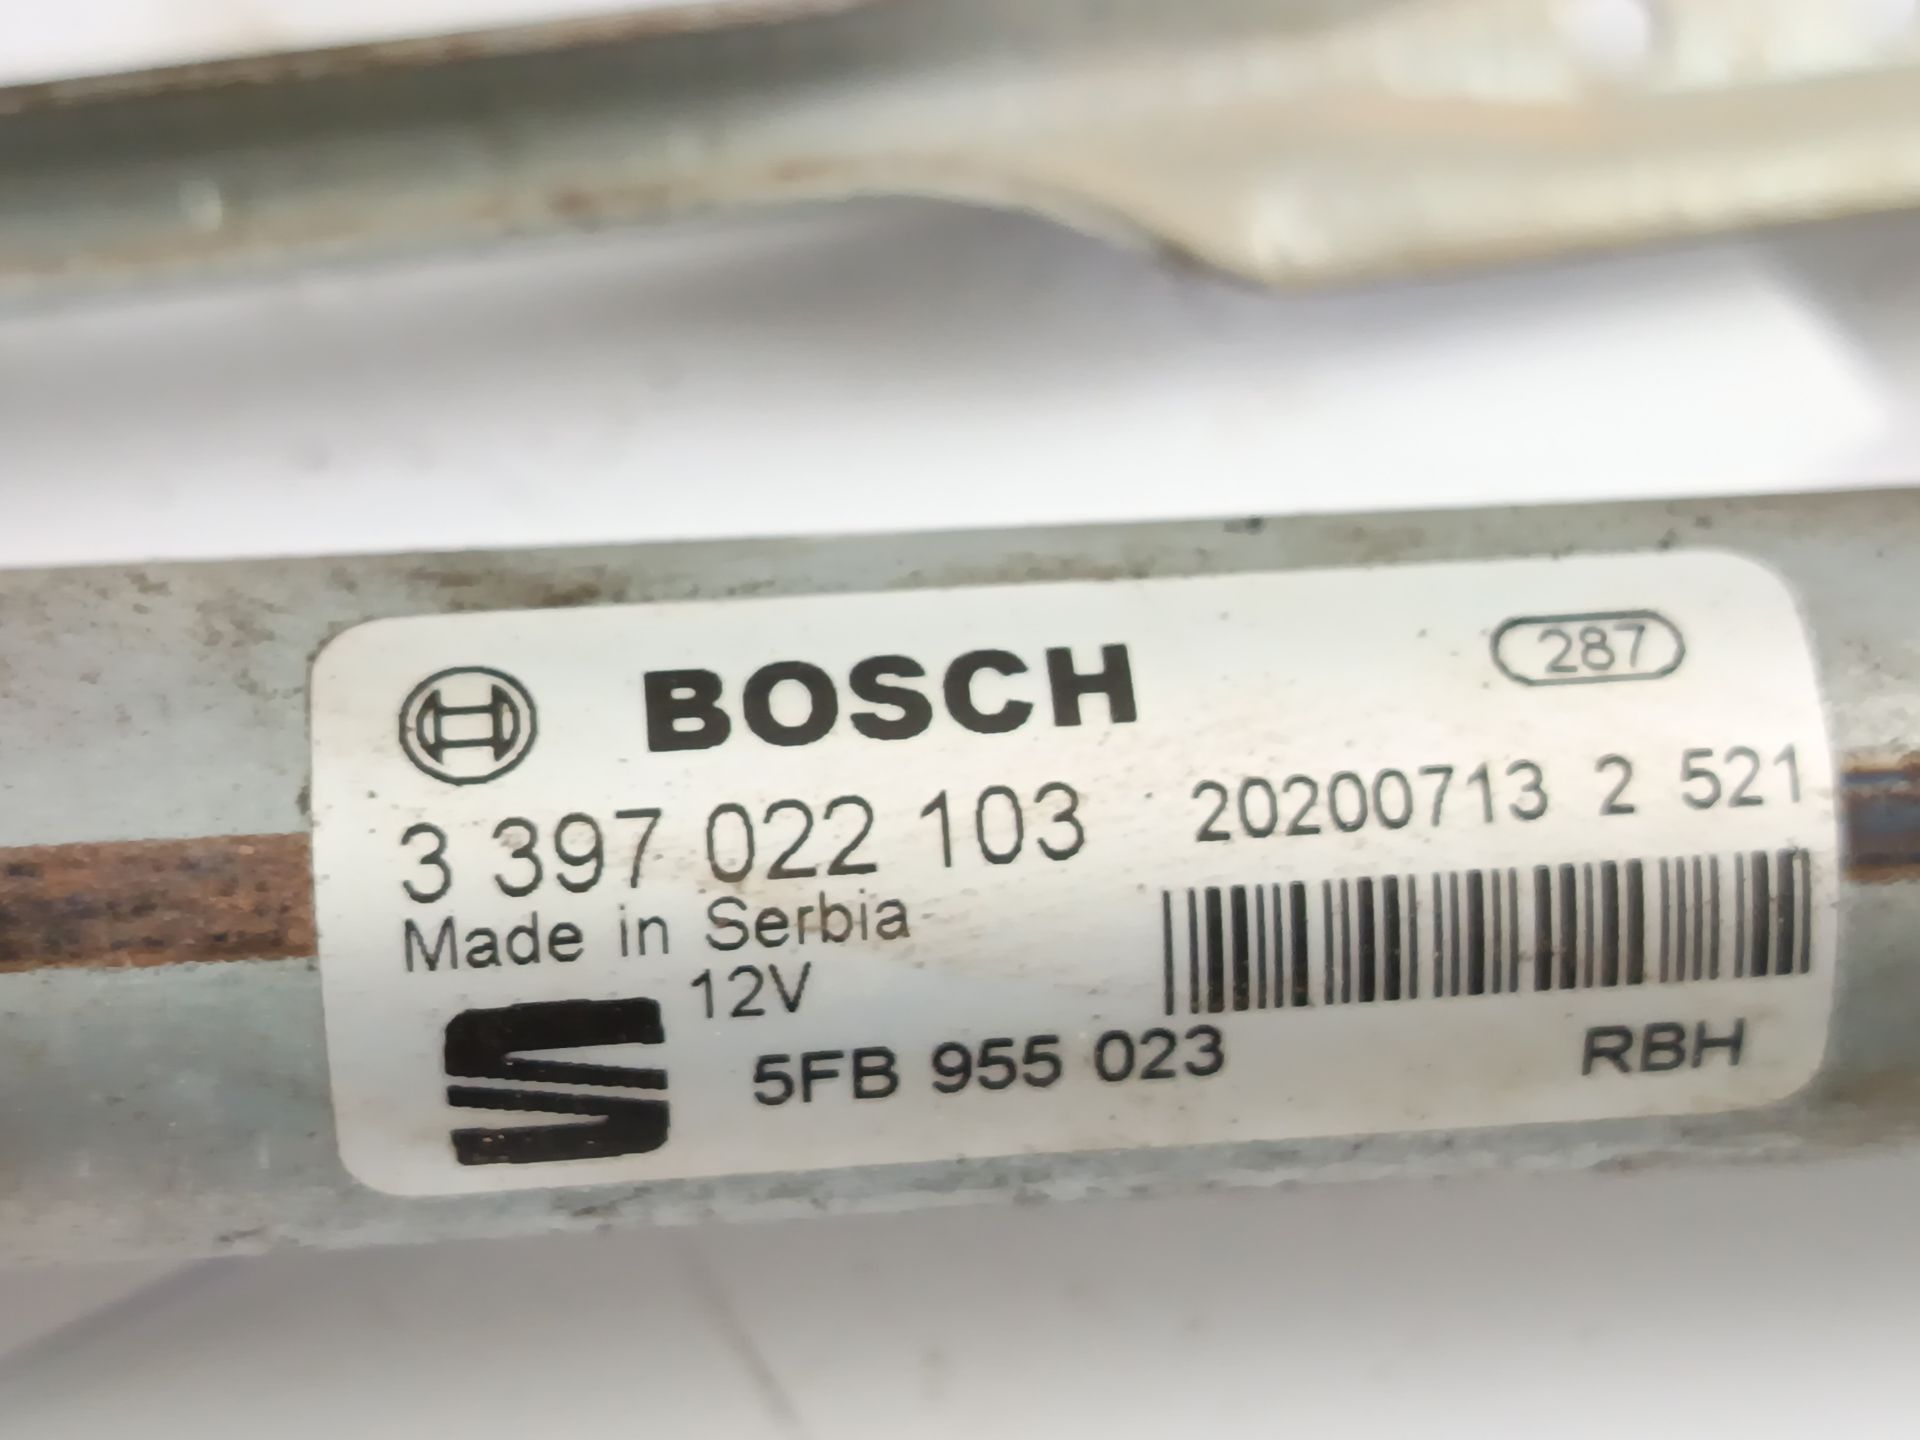 BOSCH 287
3 397 022 103 20200713 2 521
Made in Serbia
12V
5FB 955 023 RBH